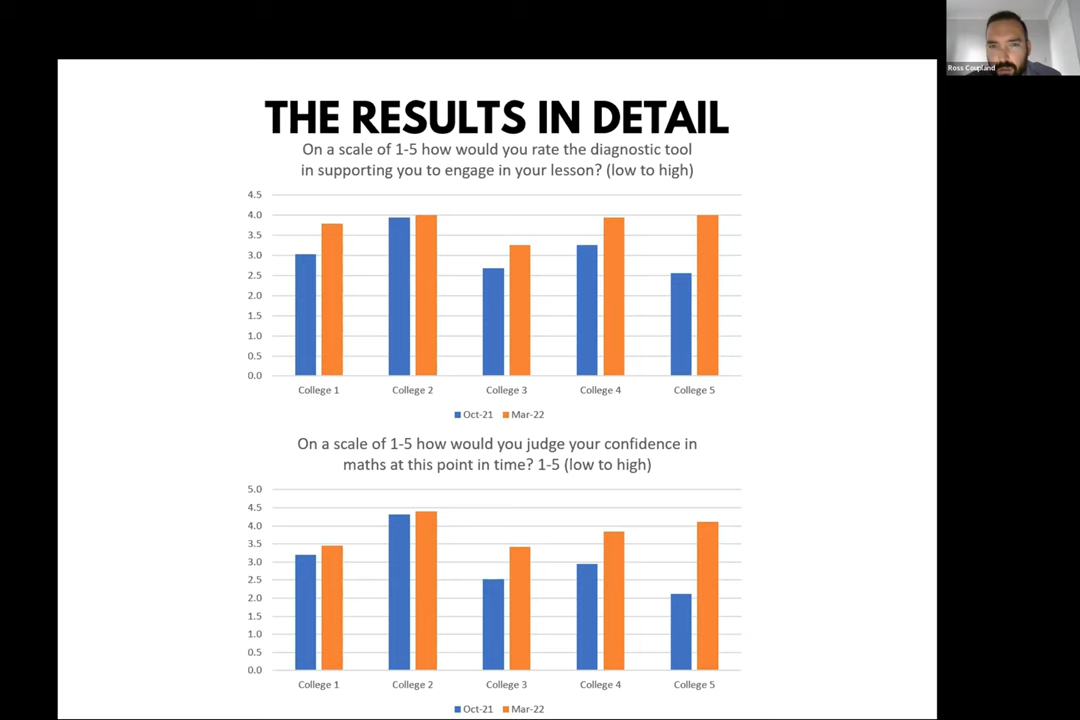 Ross Coupland
THE RESULTS IN DETAIL
On a scale of 1-5 how would you rate the diagnostic tool
in supporting you to engage in your lesson? (low to high)
4.5
4.0
3.5
3.0
2.5
2.0
1.5
1.0
0.5
0.0
College 1 College 2 College 3 College 4 College 5
Oct-21 Mar-22
On a scale of 1-5 how would you judge your confidence in
maths at this point in time? 1-5 (low to high)
5.0
4.5
4.0
3.5
3.0
2.5
2.0
1.5
1.0
0.5
0.0
College 1 College 2 College 3 College 4 College 5
Oct-21 Mar-22